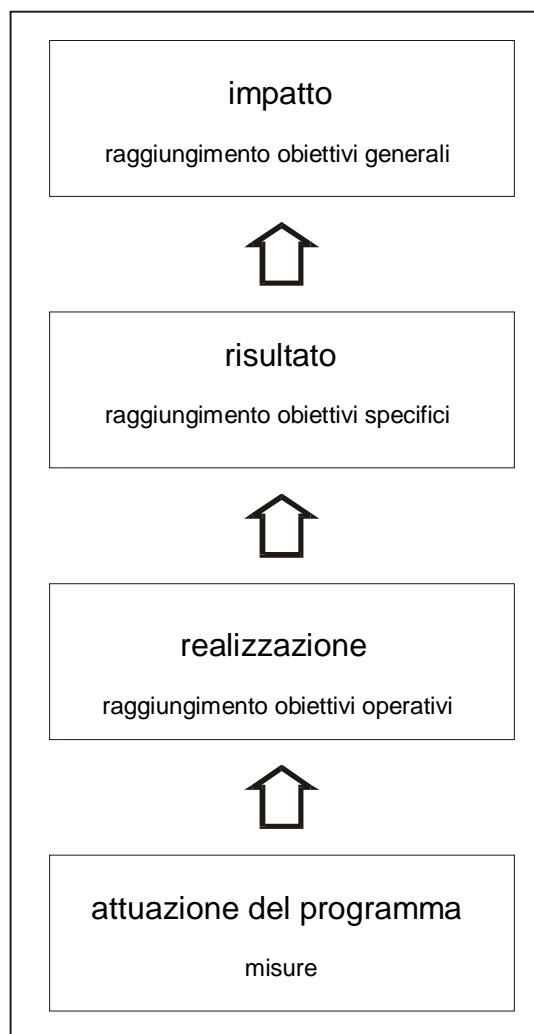 impatto
raggiungimento obiettivi generali
risultato
raggiungimento obiettivi specifici
realizzazione
raggiungimento obiettivi operativi
attuazione del programma
misure